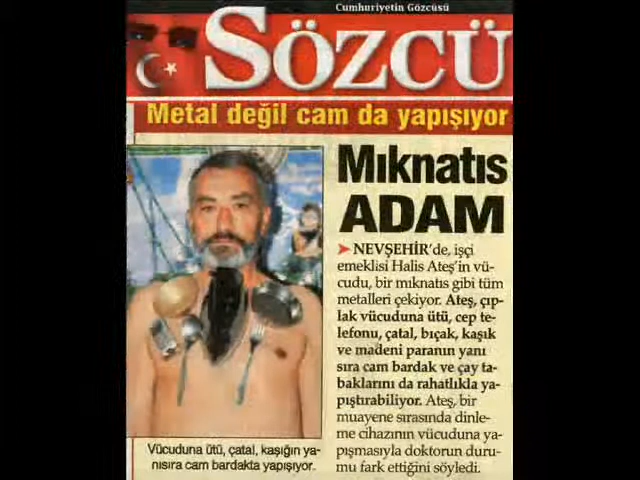 Cumhuriyetin Gözcüsü
SÖZCÜ
Metal değil cam da yapışıyor
Mıknatıs
ADAM
NEVŞEHİR'de, işçi
emeklisi Halis Ateş'in vü-
cudu, bir mıknatıs gibi tüm
metalleri çekiyor. Ateş, çıp-
lak vücuduna ütü, cep te-
lefonu, çatal, bıçak, kaşık
ve madeni paranın yanı
sıra cam bardak ve çay ta-
baklarını da rahatlıkla ya-
pıştırabiliyor. Ateş, bir
muayene sırasında dinle-
me cihazının vücuduna ya-
pışmasıyla doktorun duru-
mu fark ettiğini söyledi.
Vücuduna ütü, çatal, kaşığın ya-
nısıra cam bardakta yapışıyor.